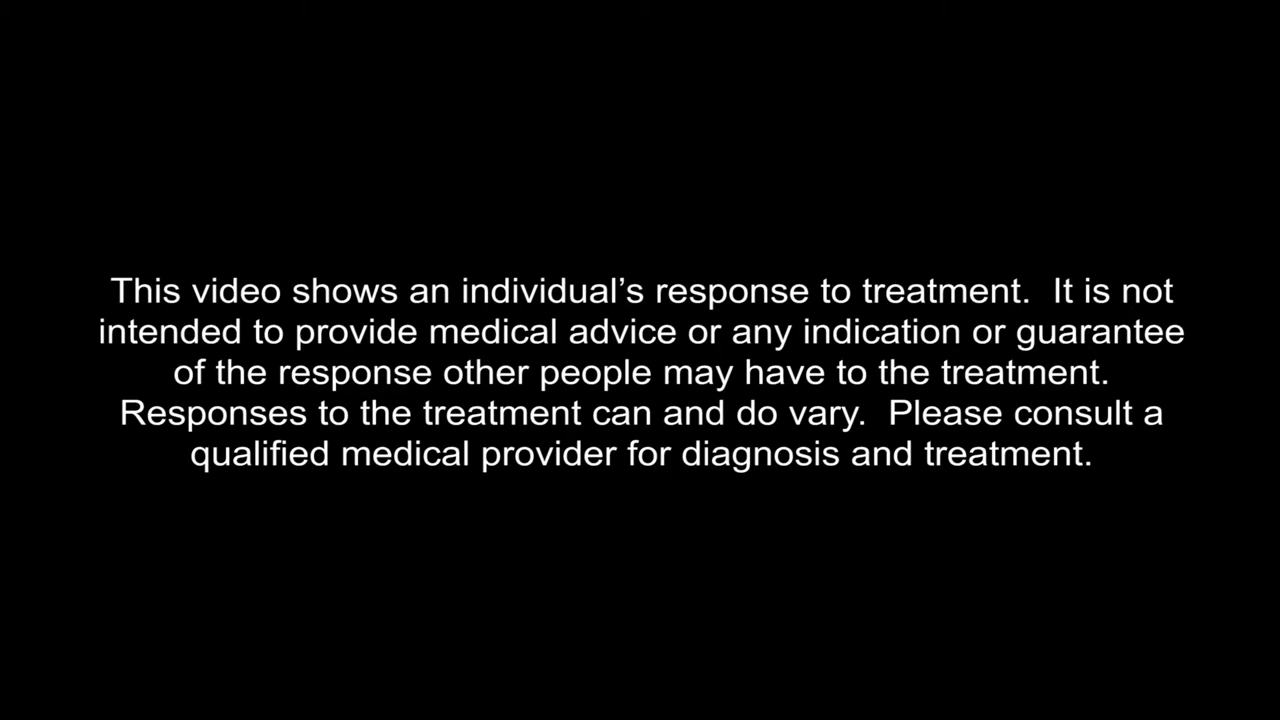 This video shows an individual’s response to treatment.  It is not
intended to provide medical advice or any indication or guarantee
of the response other people may have to the treatment.
Responses to the treatment can and do vary.  Please consult a
qualified medical provider for diagnosis and treatment.